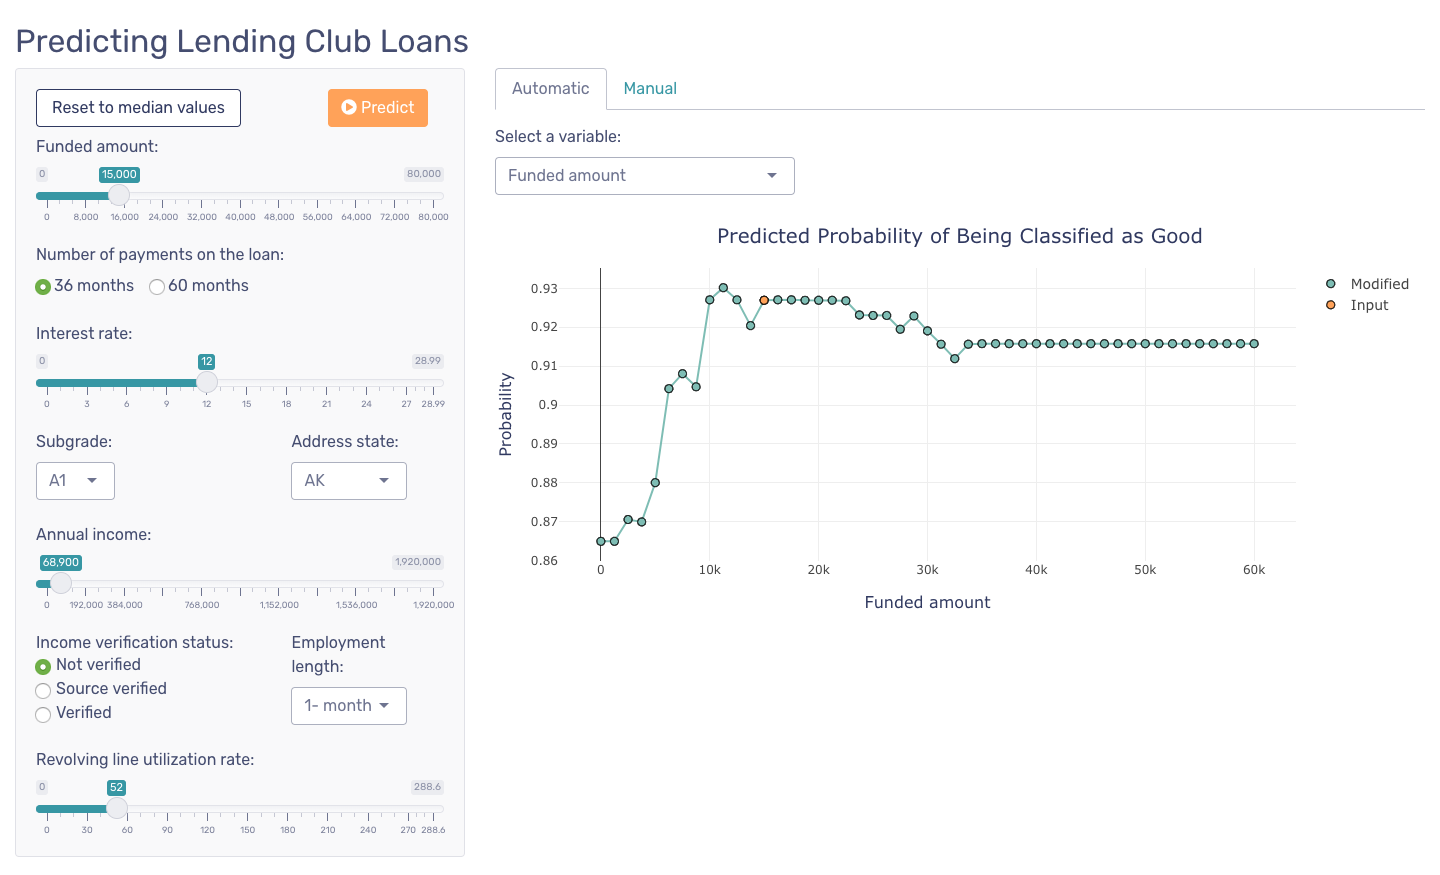 Predicting Lending Club Loans
Reset to median values
Predict
Funded amount:
0 15,000 80,000
0 8,000 16,000 24,000 32,000 40,000 48,000 56,000 64,000 72,000 80,000
Number of payments on the loan:
36 months 60 months
Interest rate:
0 12 28.99
0 3 6 9 12 15 18 21 24 27 28.99
Subgrade: Address state:
A1 AK
Annual income:
68,900 1,920,000
0 192,000 384,000 768,000 1,152,000 1,536,000 1,920,000
Income verification status:
Not verified
Source verified
Verified
Employment
length:
1- month
Revolving line utilization rate:
0 52 288.6
0 30 60 90 120 150 180 210 240 270 288.6
Automatic Manual
Select a variable:
Funded amount
Predicted Probability of Being Classified as Good
Probability
0.93
0.92
0.91
0.9
0.89
0.88
0.87
0.86
0 10k 20k 30k 40k 50k 60k
Funded amount
Modified
Input